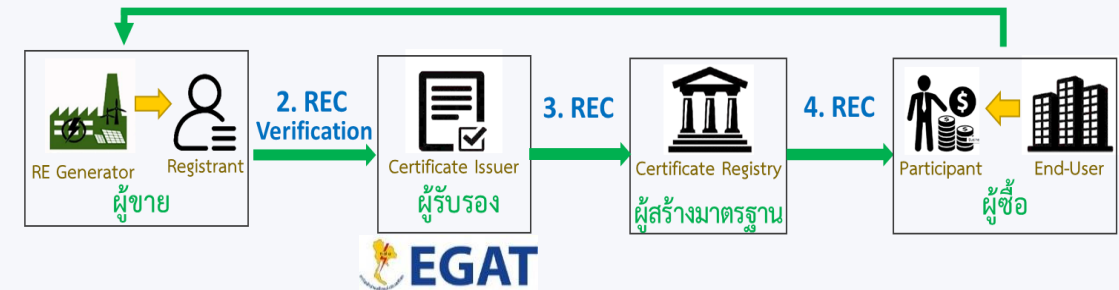 RE Generator
Registrant
ผู้ขาย
2. REC
Verification
Certificate Issuer
ผู้รับรอง
EGAT
3. REC
Certificate Registry
ผู้สร้างมาตรฐาน
4. REC
$
Participant
End-User
ผู้ซื้อ